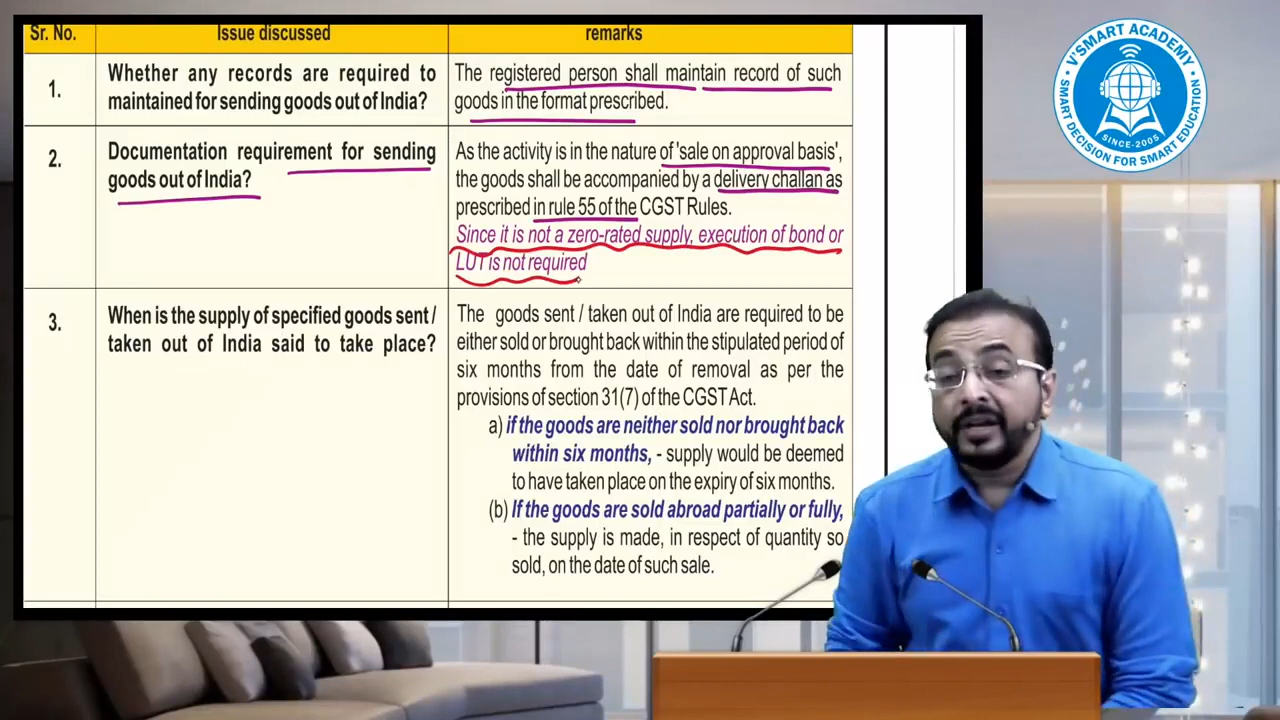 Sr. No. Issue discussed remarks
1. Whether any records are required to
maintained for sending goods out of India?
The registered person shall maintain record of such
goods in the format prescribed.
2. Documentation requirement for sending
goods out of India?
As the activity is in the nature of 'sale on approval basis',
the goods shall be accompanied by a delivery challan as
prescribed in rule 55 of the CGST Rules.
Since it is not a zero-rated supply, execution of bond or
LUT is not required
3. When is the supply of specified goods sent /
taken out of India said to take place?
The goods sent / taken out of India are required to be
either sold or brought back within the stipulated period of
six months from the date of removal as per the
provisions of section 31(7) of the CGST Act.
a) if the goods are neither sold nor brought back
within six months, - supply would be deemed
to have taken place on the expiry of six months.
(b) If the goods are sold abroad partially or fully,
- the supply is made, in respect of quantity so
sold, on the date of such sale.
V'SMART ACADEMY
SINCE-2005
SMART DECISION FOR SMART EDUCATION